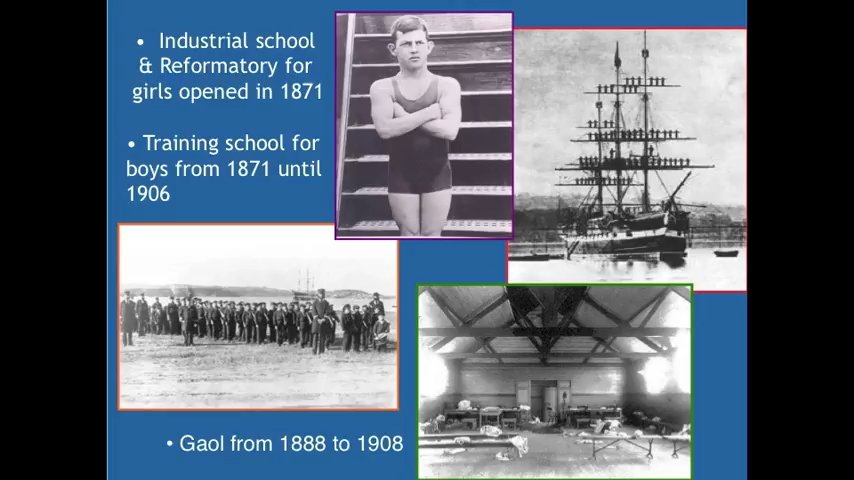 • Industrial school
& Reformatory for
girls opened in 1871
• Training school for
boys from 1871 until
1906
• Gaol from 1888 to 1908